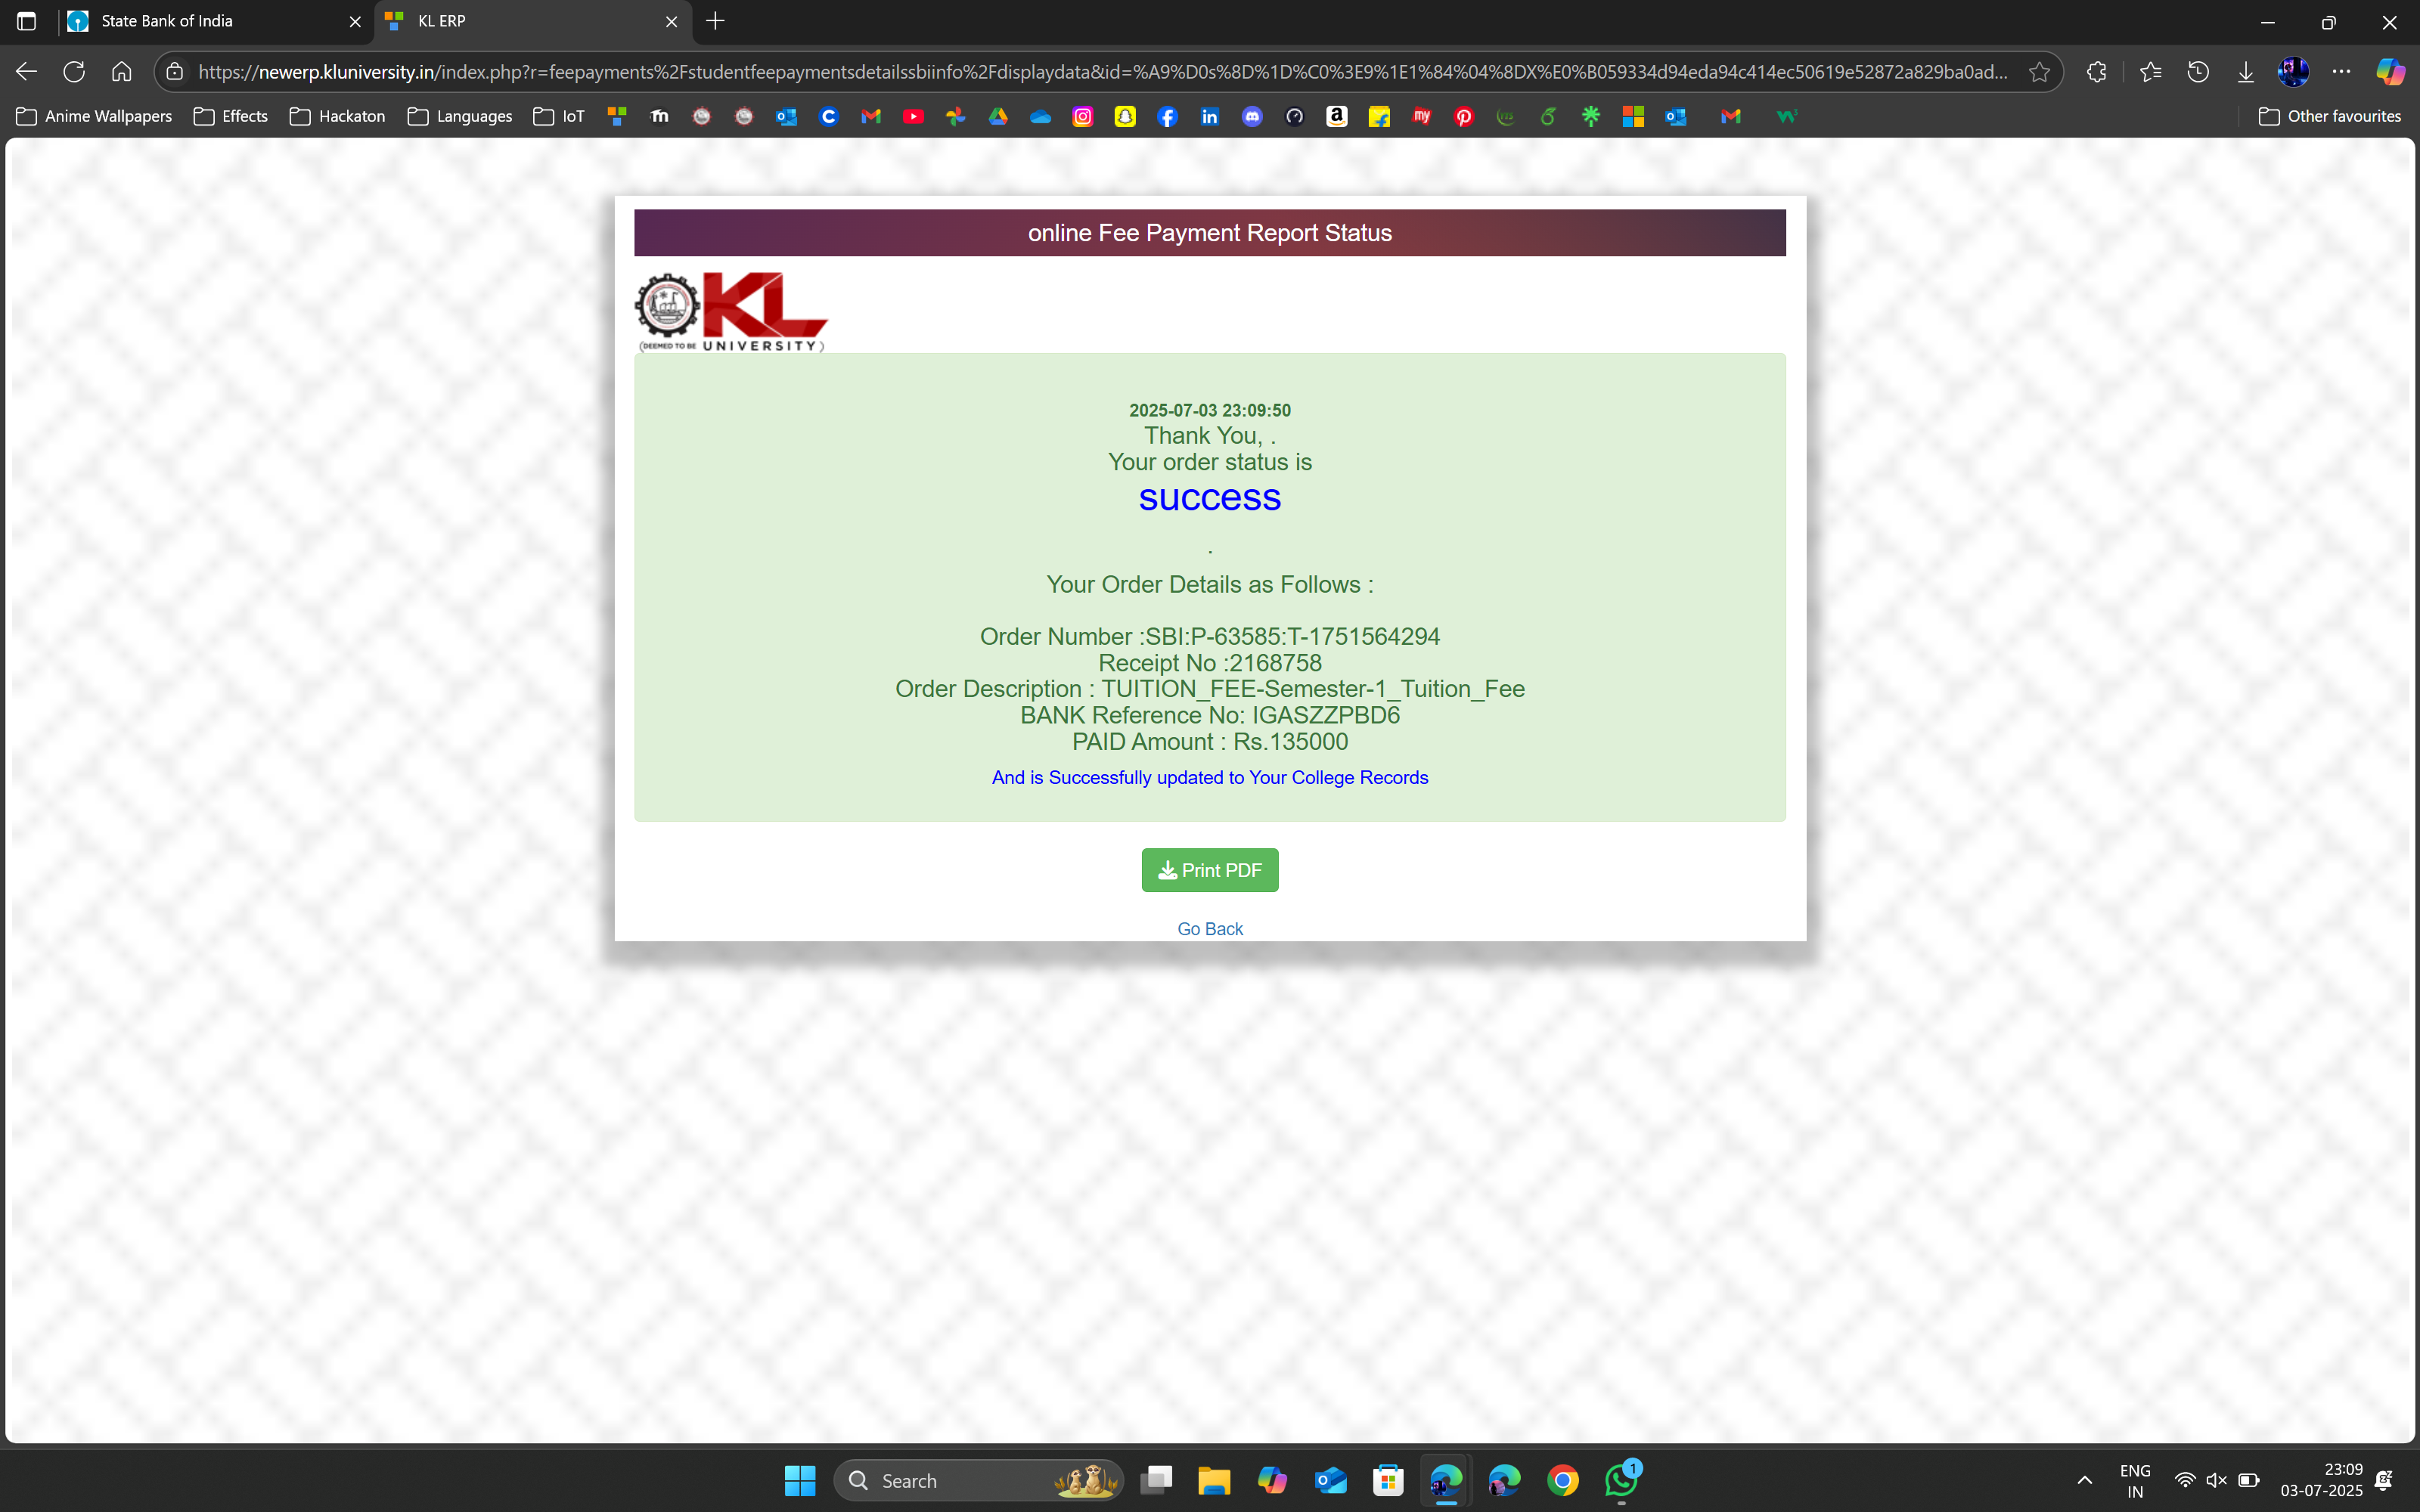 State Bank of India
KL ERP
https://newerp.kluniversity.in/index.php?r=feepayments%2Fstudentfeepaymentsdetailssbiinfo%2Fdisplaydata&id=%A9%D0s%8D%1D%C0%3E9%1E1%84%04%8DX%E0%B059334d94eda94c414ec50619e52872a829ba0ad...
Anime Wallpapers
Effects
Hackaton
Languages
IoT
Other favourites
online Fee Payment Report Status
KL
(DEEMED TO BE UNIVERSITY)
2025-07-03 23:09:50
Thank You, .
Your order status is
success
.
Your Order Details as Follows :
Order Number :SBI:P-63585:T-1751564294
Receipt No :2168758
Order Description : TUITION_FEE-Semester-1_Tuition_Fee
BANK Reference No: IGASZZPBD6
PAID Amount : Rs.135000
And is Successfully updated to Your College Records
Print PDF
Go Back
Search
1
ENG
IN
23:09
03-07-2025